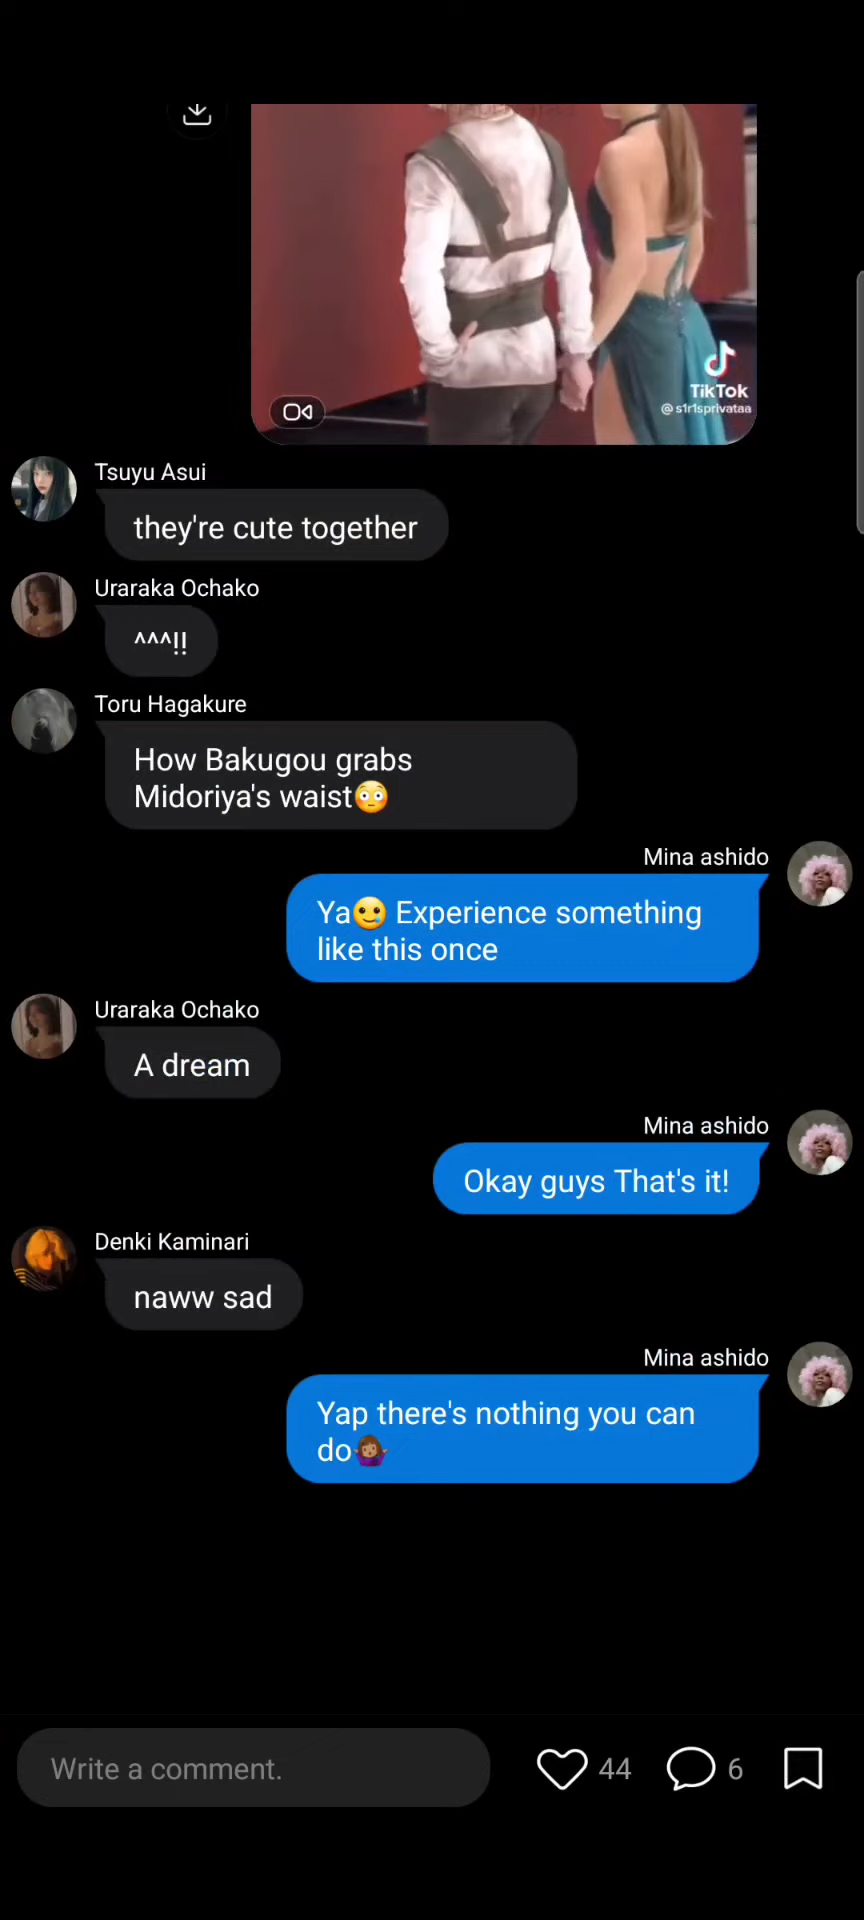 TikTok
@s1r1sprivataa
Tsuyu Asui
they're cute together
Uraraka Ochako
^^^!!
Toru Hagakure
How Bakugou grabs
Midoriya's waist😳
Mina ashido
Ya🥲 Experience something
like this once
Uraraka Ochako
A dream
Mina ashido
Okay guys That's it!
Denki Kaminari
naww sad
Mina ashido
Yap there's nothing you can
do🤷🏽‍♀️
Write a comment.
44
6